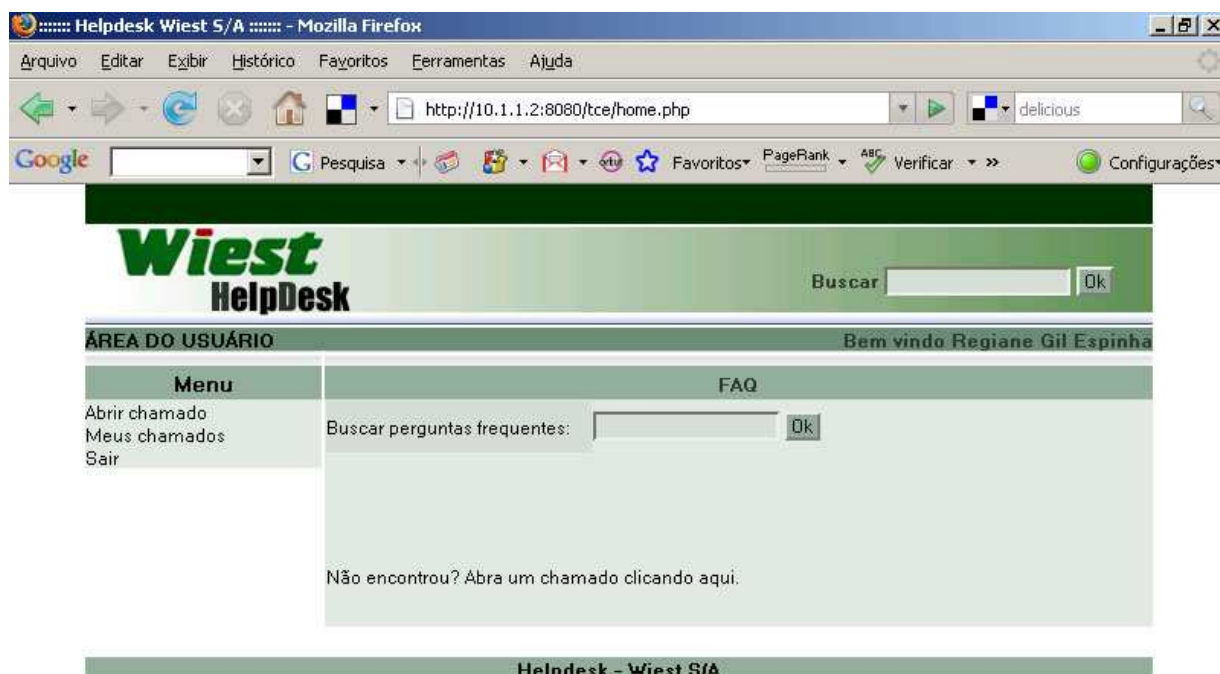 ::::::: Helpdesk Wiest S/A ::::::: - Mozilla Firefox
Arquivo Editar Exibir Histórico Favoritos Ferramentas Ajuda
http://10.1.1.2:8080/tce/home.php delicious
Google G Pesquisa Favoritos PageRank ABC Verificar » Configurações
Wiest
HelpDesk
Buscar Ok
ÁREA DO USUÁRIO Bem vindo Regiane Gil Espinha
Menu
Abrir chamado
Meus chamados
Sair
FAQ
Buscar perguntas frequentes: Ok
Não encontrou? Abra um chamado clicando aqui.
Helpdesk - Wiest S/A